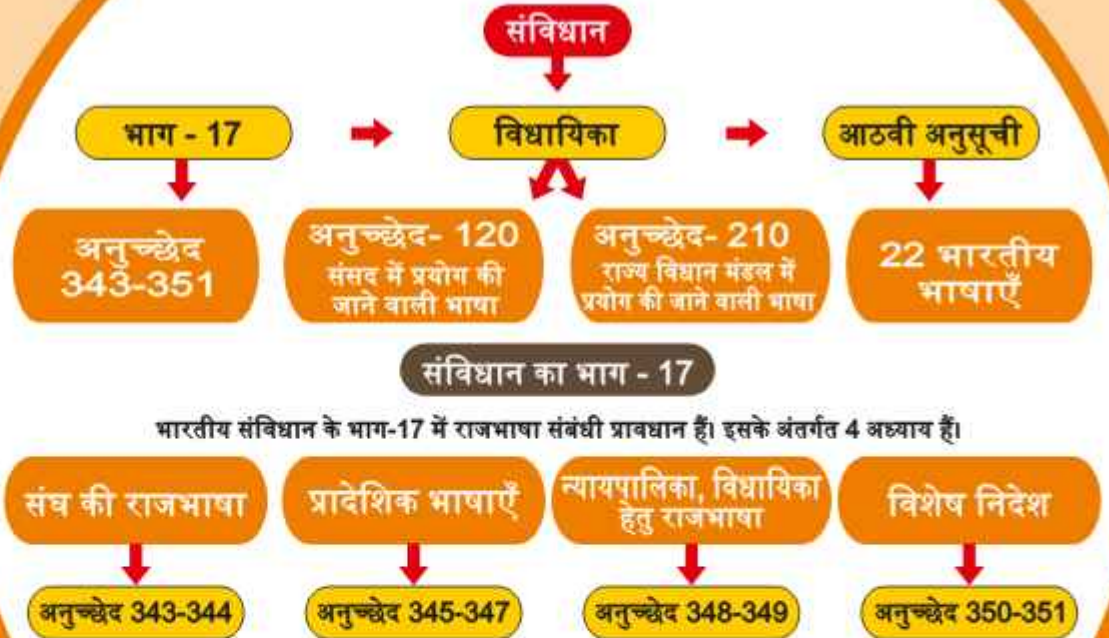 संविधान
भाग - 17
विधायिका
आठवी अनुसूची
अनुच्छेद
343-351
अनुच्छेद- 120
संसद में प्रयोग की
जाने वाली भाषा
अनुच्छेद- 210
राज्य विधान मंडल में
प्रयोग की जाने वाली भाषा
22 भारतीय
भाषाएँ
संविधान का भाग - 17
भारतीय संविधान के भाग-17 में राजभाषा संबंधी प्रावधान हैं। इसके अंतर्गत 4 अध्याय हैं।
संघ की राजभाषा
प्रादेशिक भाषाएँ
न्यायपालिका, विधायिका
हेतु राजभाषा
विशेष निदेश
अनुच्छेद 343-344
अनुच्छेद 345-347
अनुच्छेद 348-349
अनुच्छेद 350-351